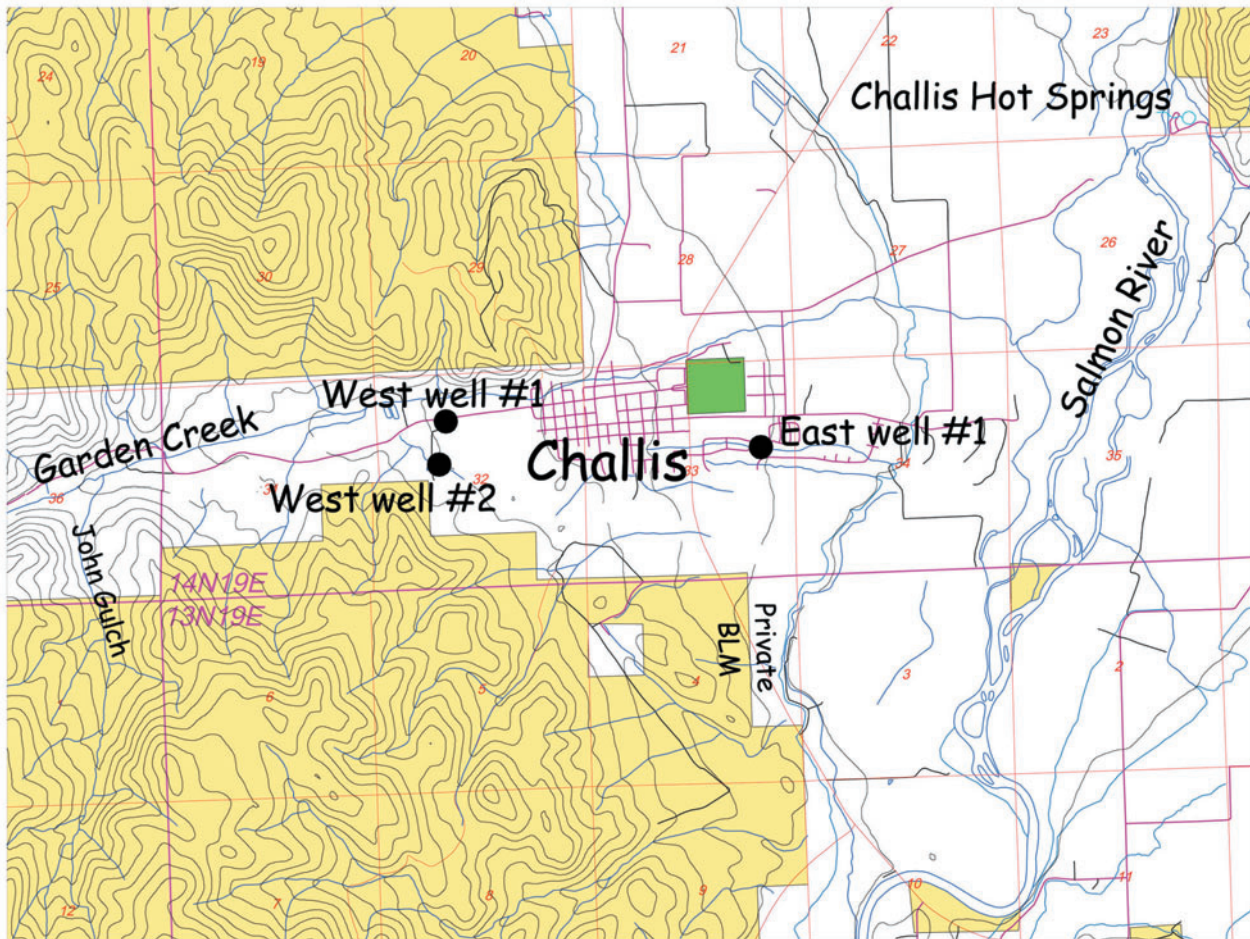 21
22
23
24
19
20
Challis Hot Springs
26
27
28
29
30
25
Salmon River
West well #1
Garden Creek
East well #1
Challis
33
34
35
36
31
32
West well #2
John Gulch
14N19E
13N19E
Private
BLM
6
5
4
3
2
1
12
7
8
9
10
11